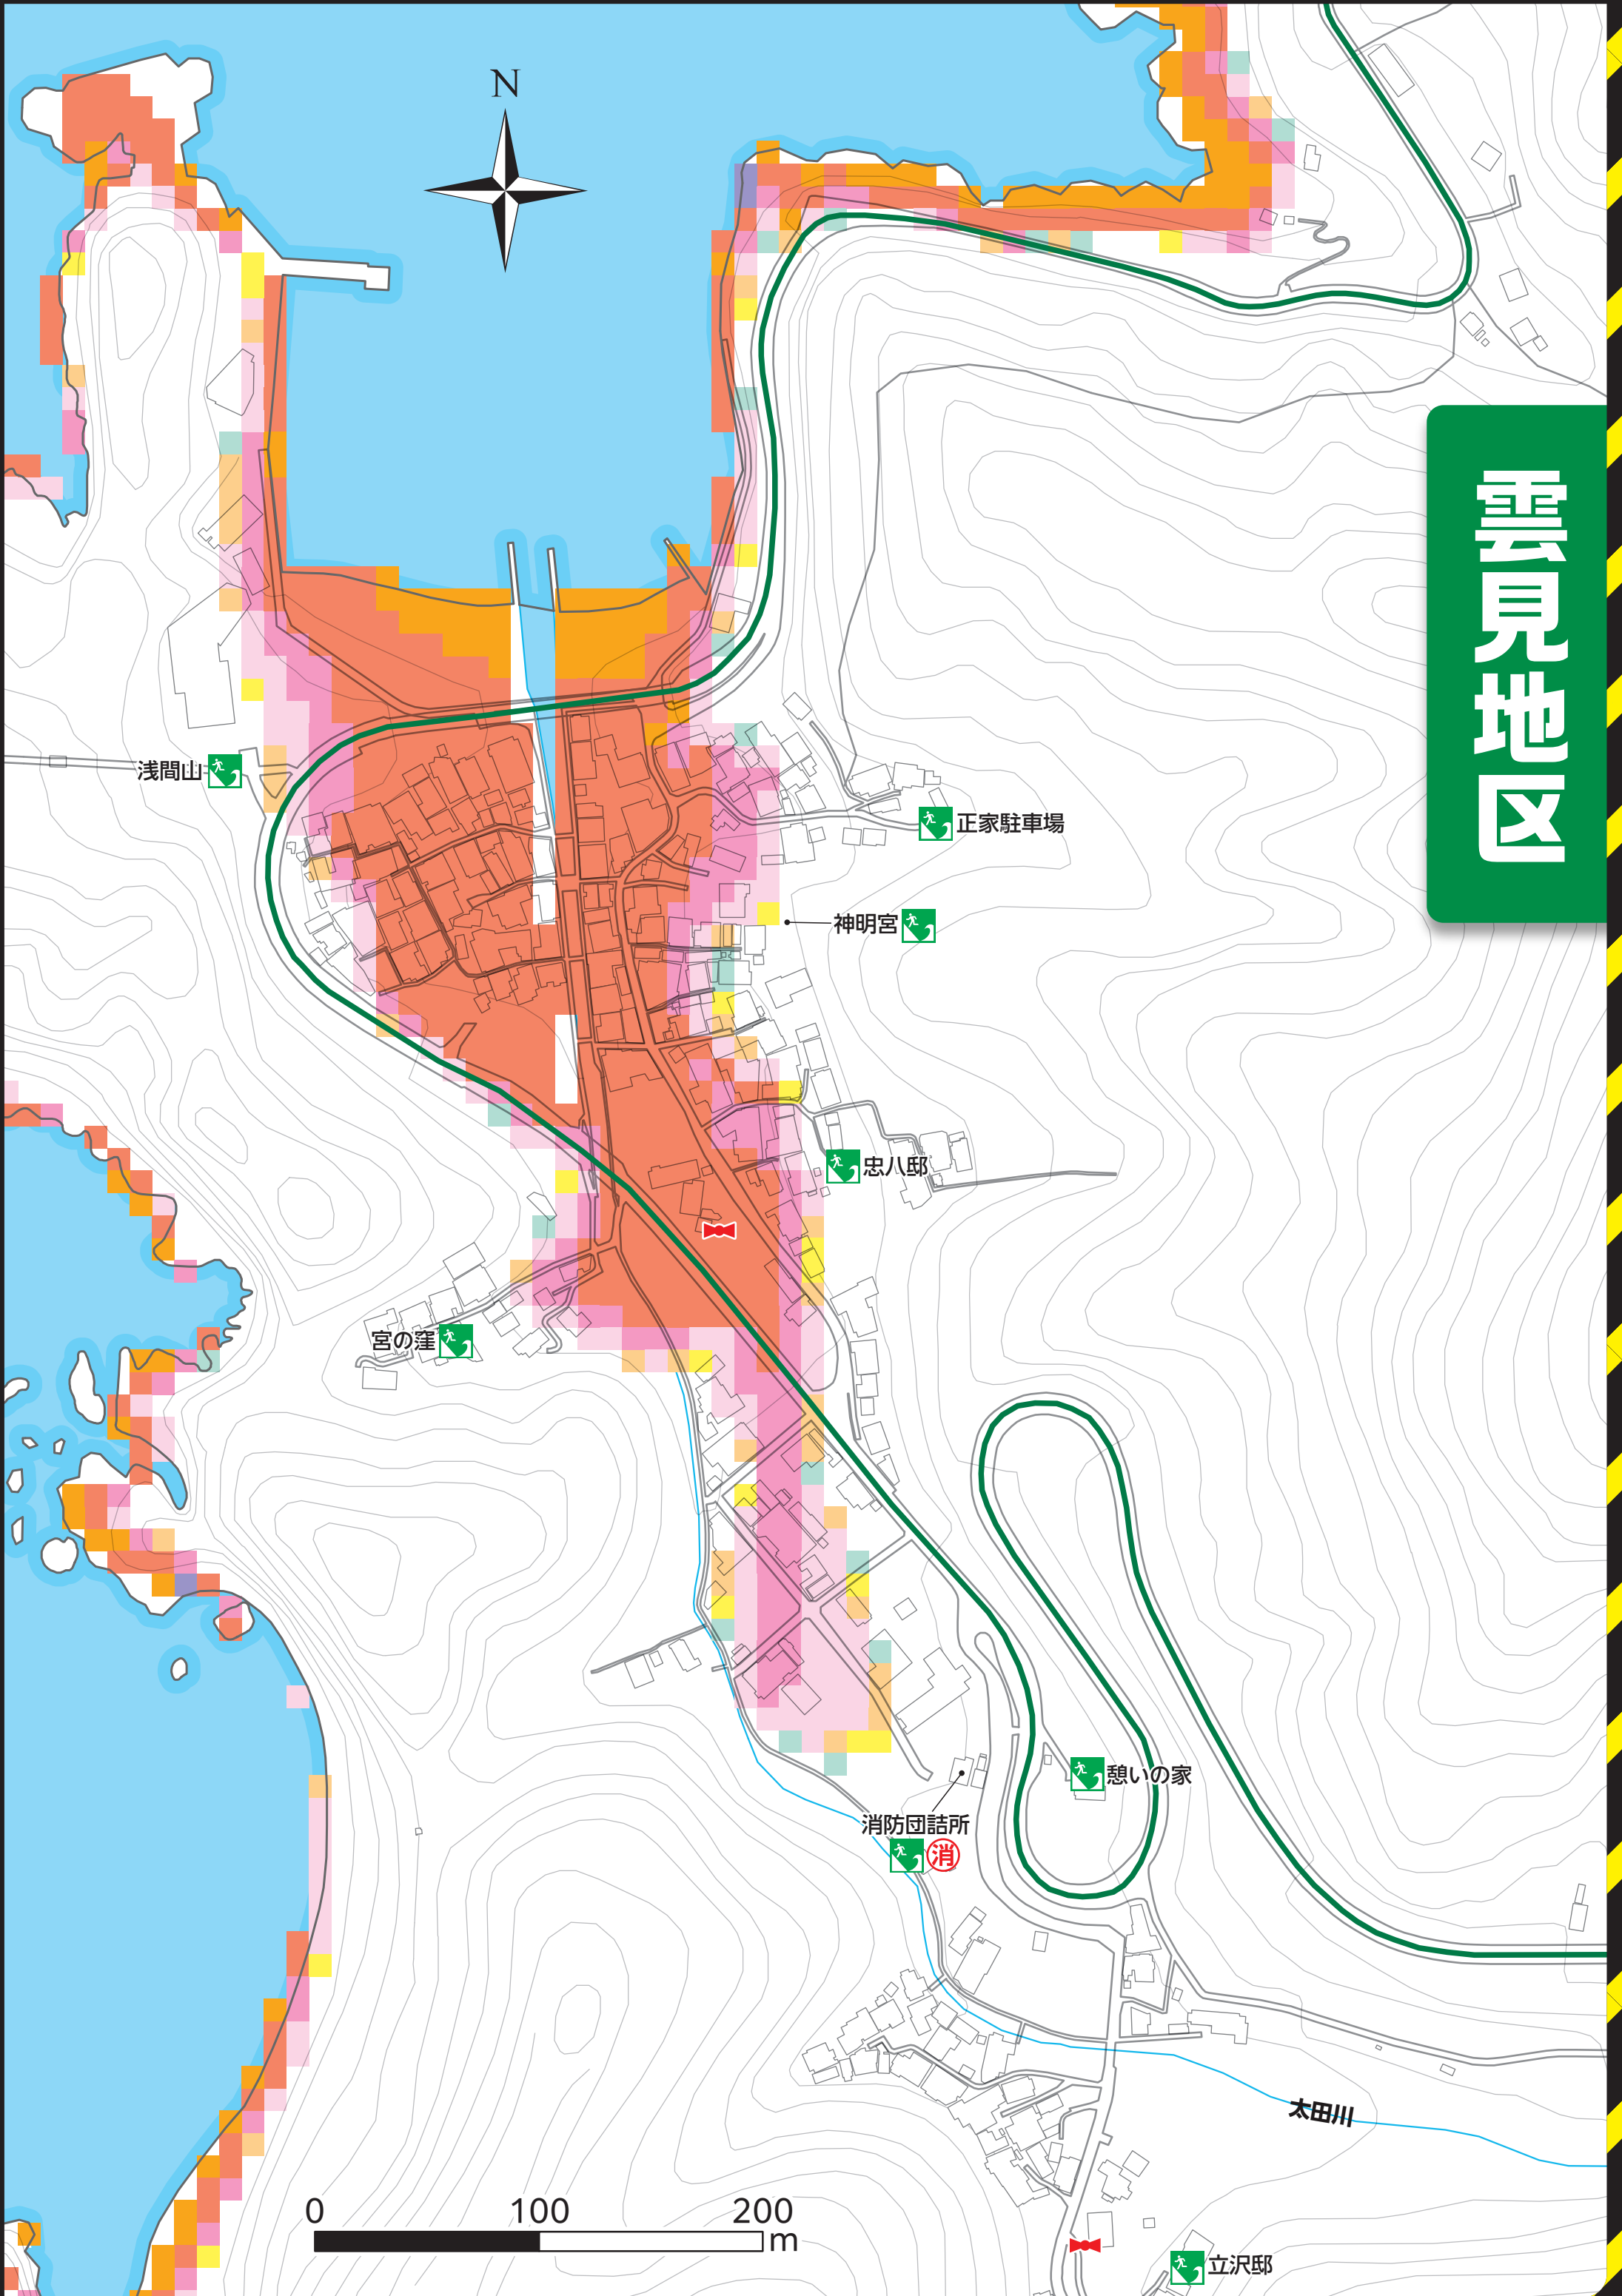 N
雲見地区
浅間山
正家駐車場
神明宮
忠八邸
宮の窪
憩いの家
消防団詰所
消
太田川
0 100 200
m
立沢邸